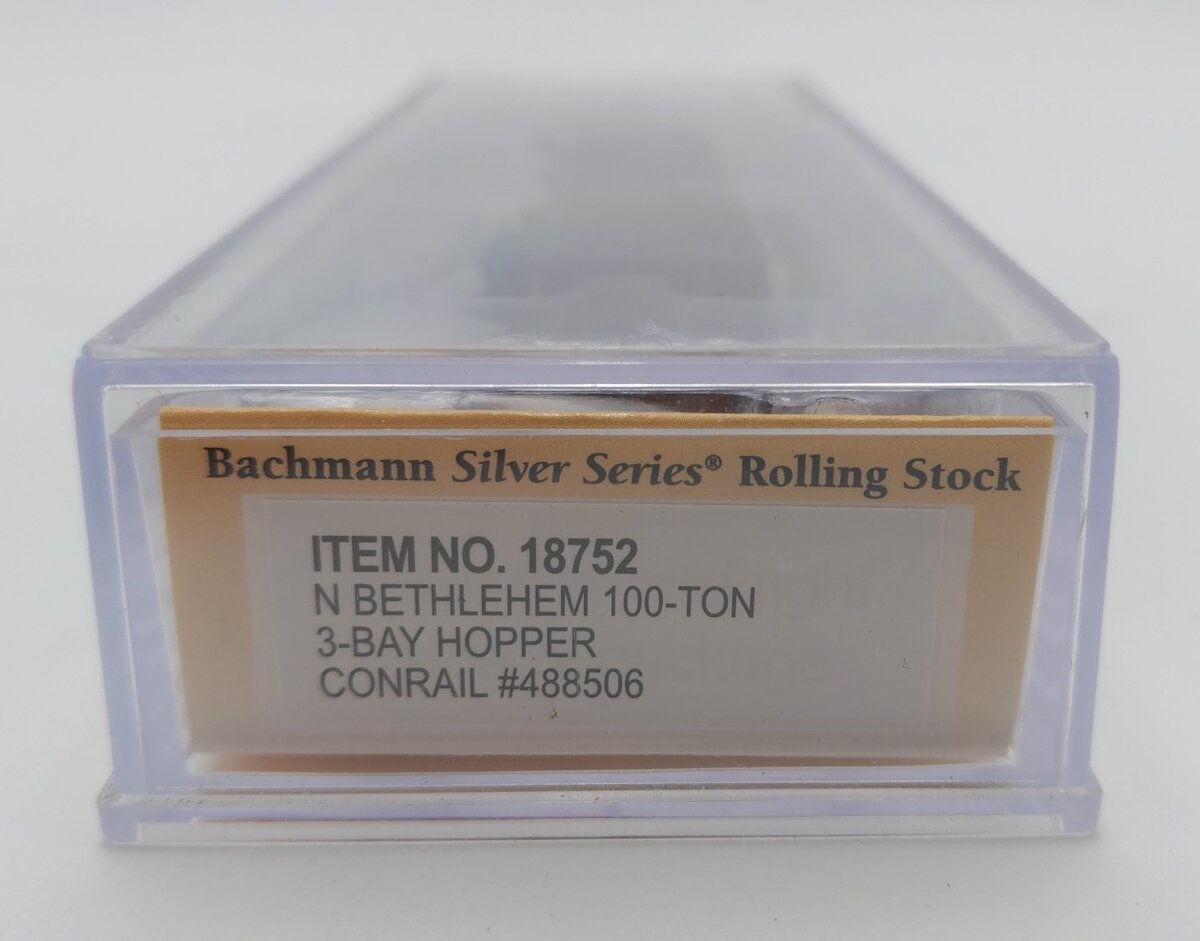 Bachmann Silver Series® Rolling Stock
ITEM NO. 18752
N BETHLEHEM 100-TON
3-BAY HOPPER
CONRAIL #488506